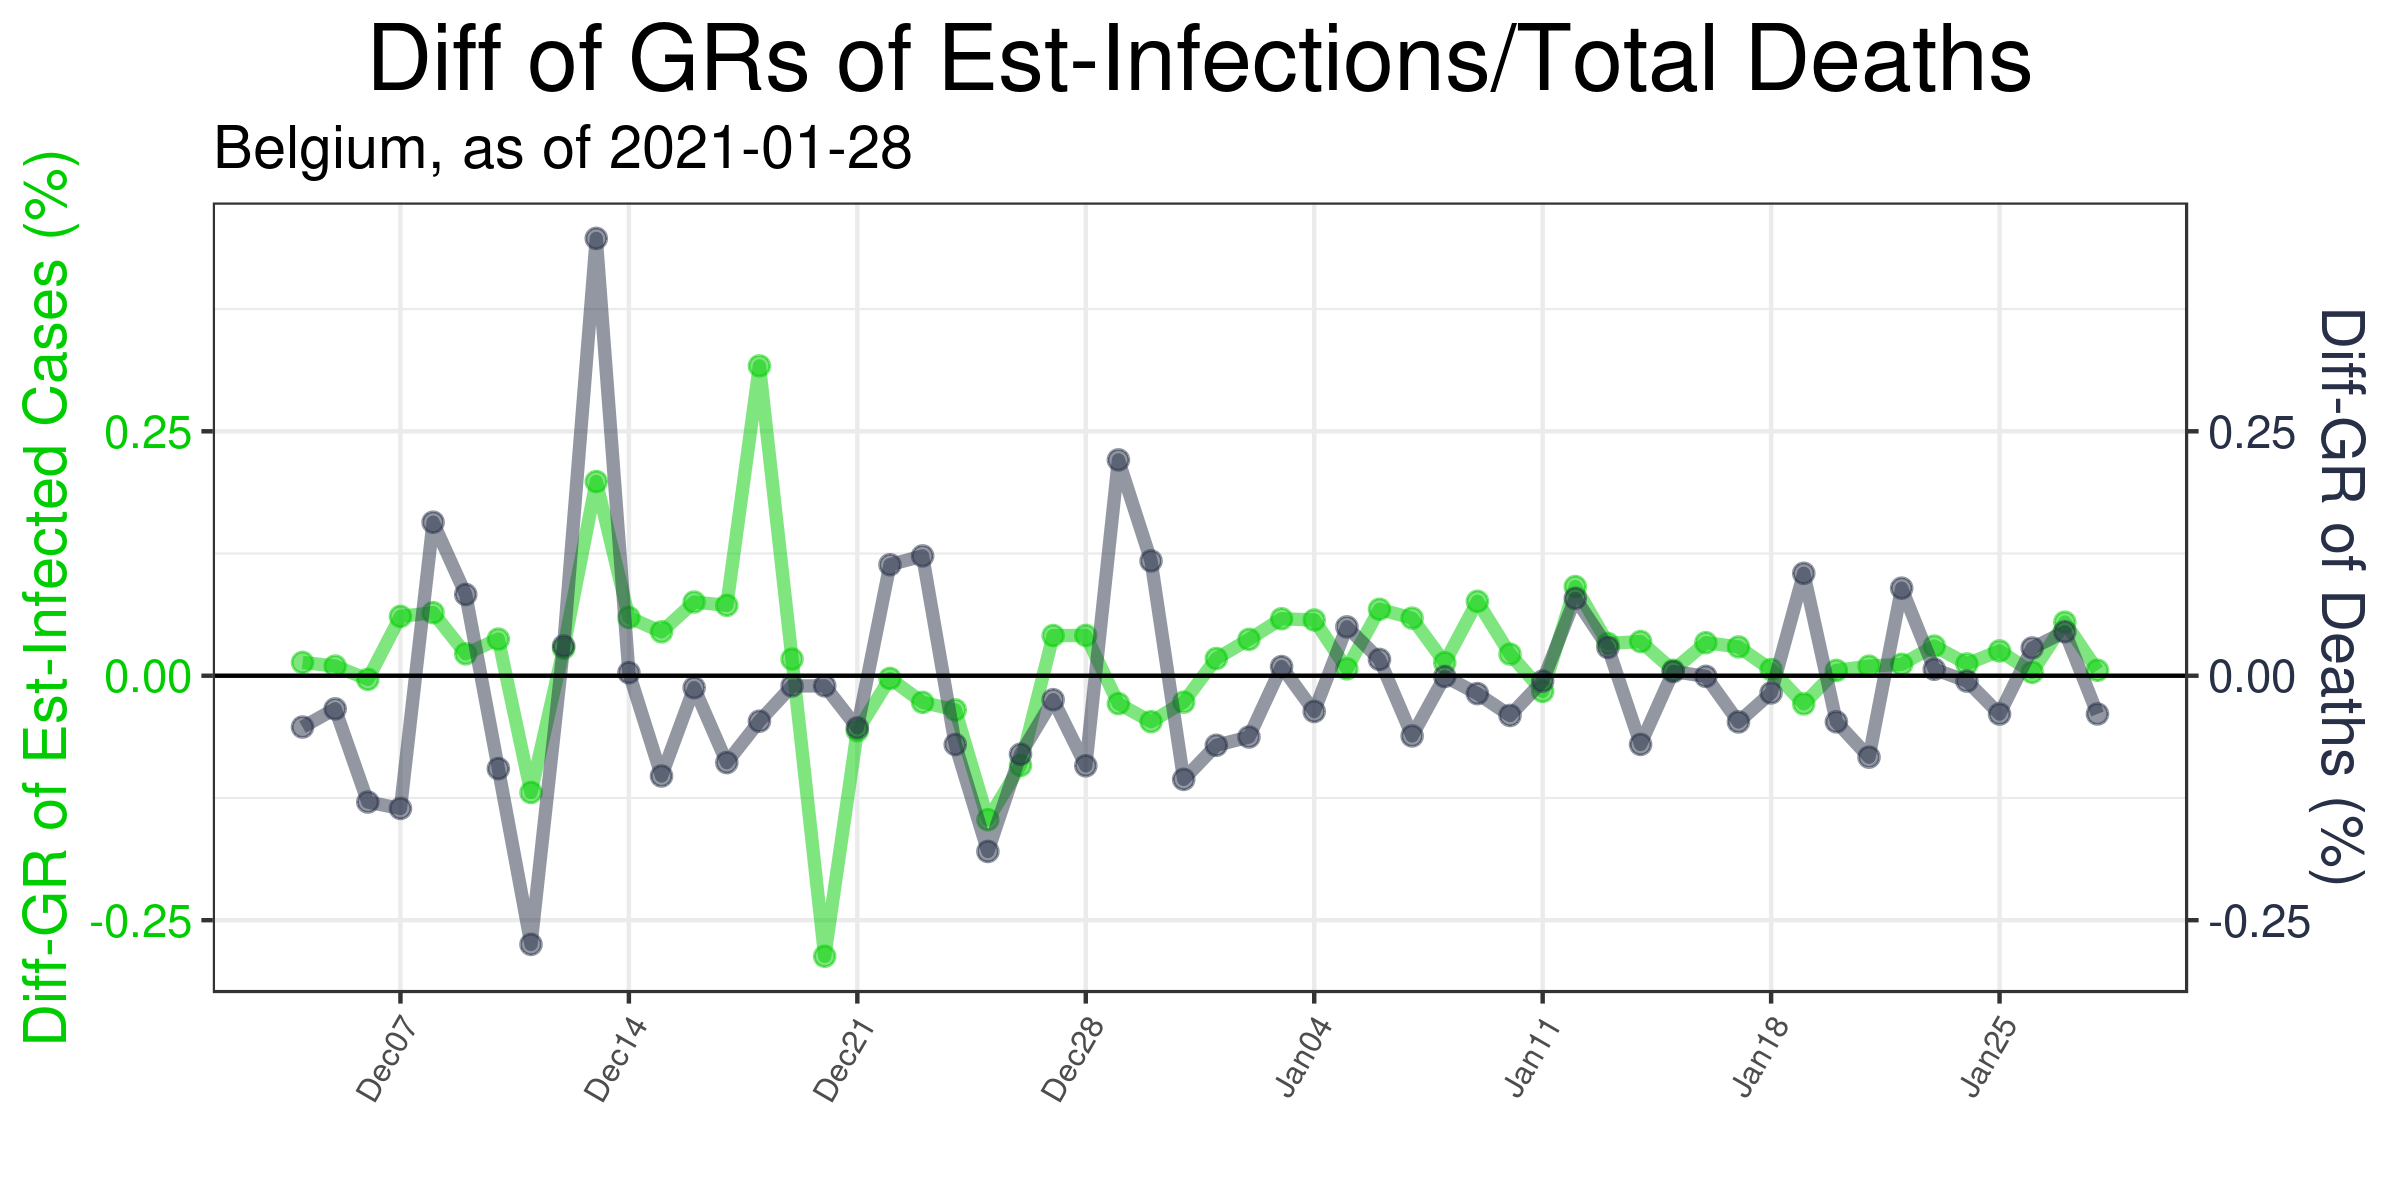 Diff of GRs of Est-Infections/Total Deaths
Belgium, as of 2021-01-28
Diff-GR of Est-Infected Cases (%)
0.25
0.00
-0.25
0.25
0.00
-0.25
Diff-GR of Deaths (%)
Dec07
Dec14
Dec21
Dec28
Jan04
Jan11
Jan18
Jan25